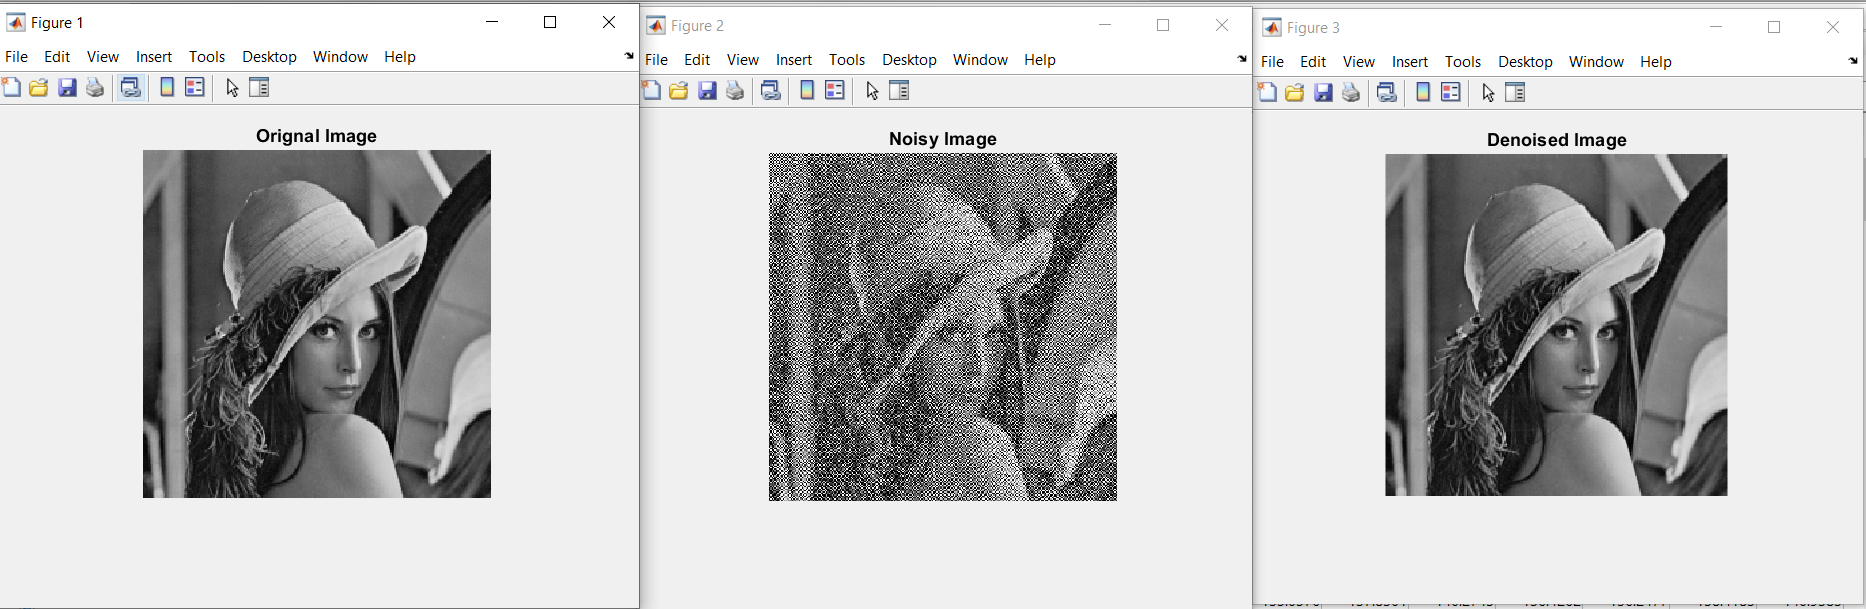 Figure 1
File Edit View Insert Tools Desktop Window Help
Orignal Image
Figure 2
File Edit View Insert Tools Desktop Window Help
Noisy Image
Figure 3
File Edit View Insert Tools Desktop Window Help
Denoised Image